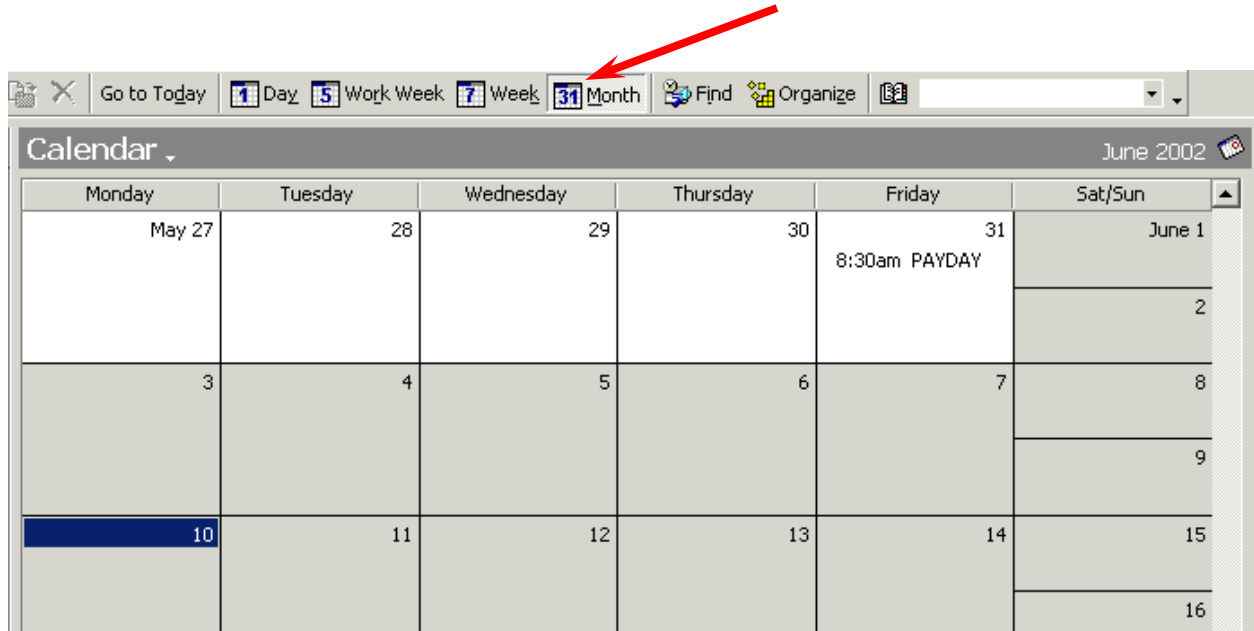 Go to Today 1 Day 5 Work Week 7 Week 31 Month Find Organize
Calendar June 2002
Monday Tuesday Wednesday Thursday Friday Sat/Sun
May 27 28 29 30 31 June 1
8:30am PAYDAY
2
3 4 5 6 7 8
9
10 11 12 13 14 15
16